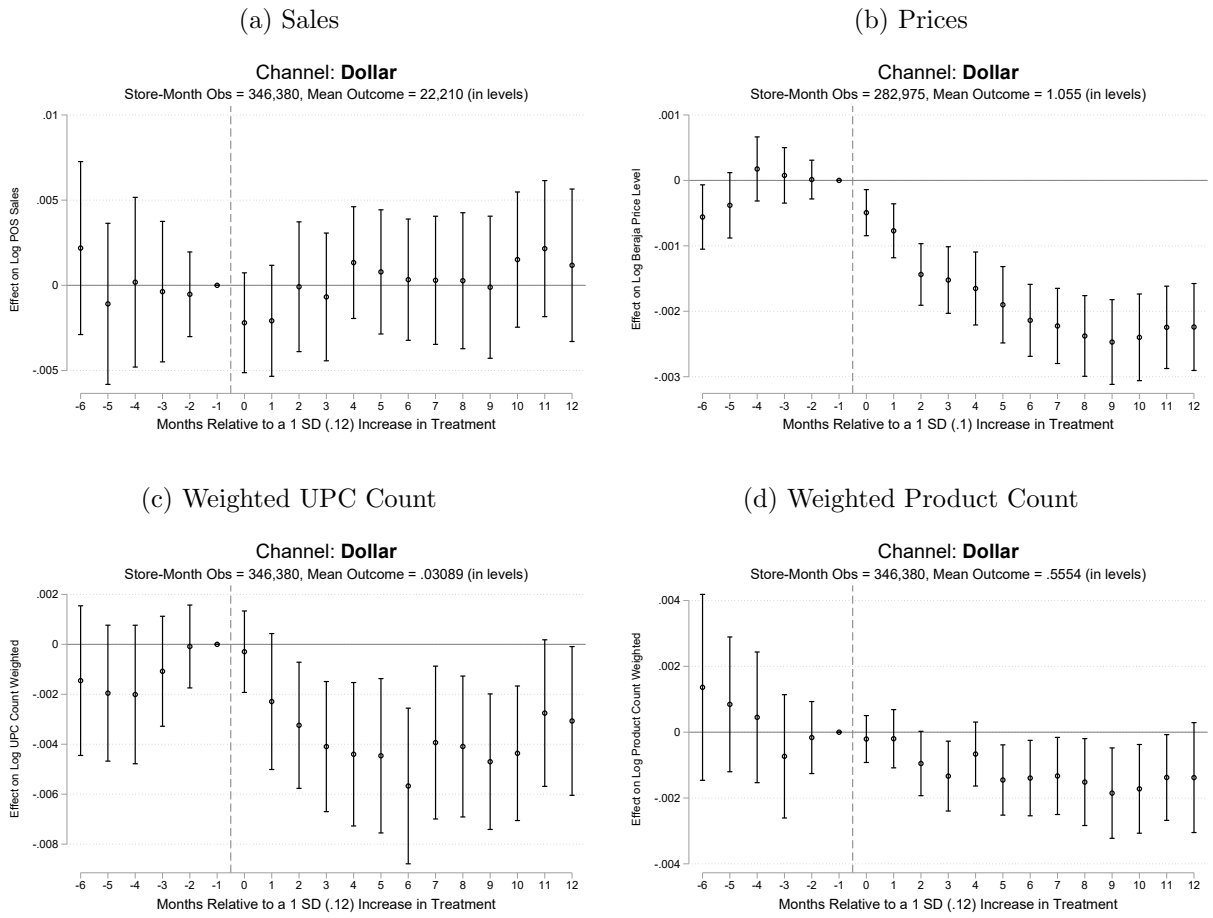 (a) Sales
Channel: Dollar
Store-Month Obs = 346,380, Mean Outcome = 22,210 (in levels)
Effect on Log POS Sales
.01
.005
0
-.005
-6 -5 -4 -3 -2 -1 0 1 2 3 4 5 6 7 8 9 10 11 12
Months Relative to a 1 SD (.12) Increase in Treatment
(b) Prices
Channel: Dollar
Store-Month Obs = 282,975, Mean Outcome = 1.055 (in levels)
Effect on Log Beraja Price Level
.001
0
-.001
-.002
-.003
-6 -5 -4 -3 -2 -1 0 1 2 3 4 5 6 7 8 9 10 11 12
Months Relative to a 1 SD (.1) Increase in Treatment
(c) Weighted UPC Count
Channel: Dollar
Store-Month Obs = 346,380, Mean Outcome = .03089 (in levels)
Effect on Log UPC Count Weighted
.002
0
-.002
-.004
-.006
-.008
-6 -5 -4 -3 -2 -1 0 1 2 3 4 5 6 7 8 9 10 11 12
Months Relative to a 1 SD (.12) Increase in Treatment
(d) Weighted Product Count
Channel: Dollar
Store-Month Obs = 346,380, Mean Outcome = .5554 (in levels)
Effect on Log Product Count Weighted
.004
.002
0
-.002
-.004
-6 -5 -4 -3 -2 -1 0 1 2 3 4 5 6 7 8 9 10 11 12
Months Relative to a 1 SD (.12) Increase in Treatment